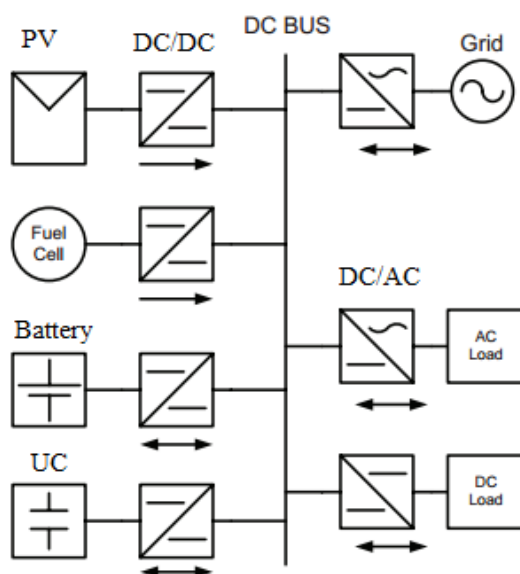 PV
DC/DC
DC BUS
Grid
Fuel
Cell
DC/AC
Battery
AC
Load
UC
DC
Load